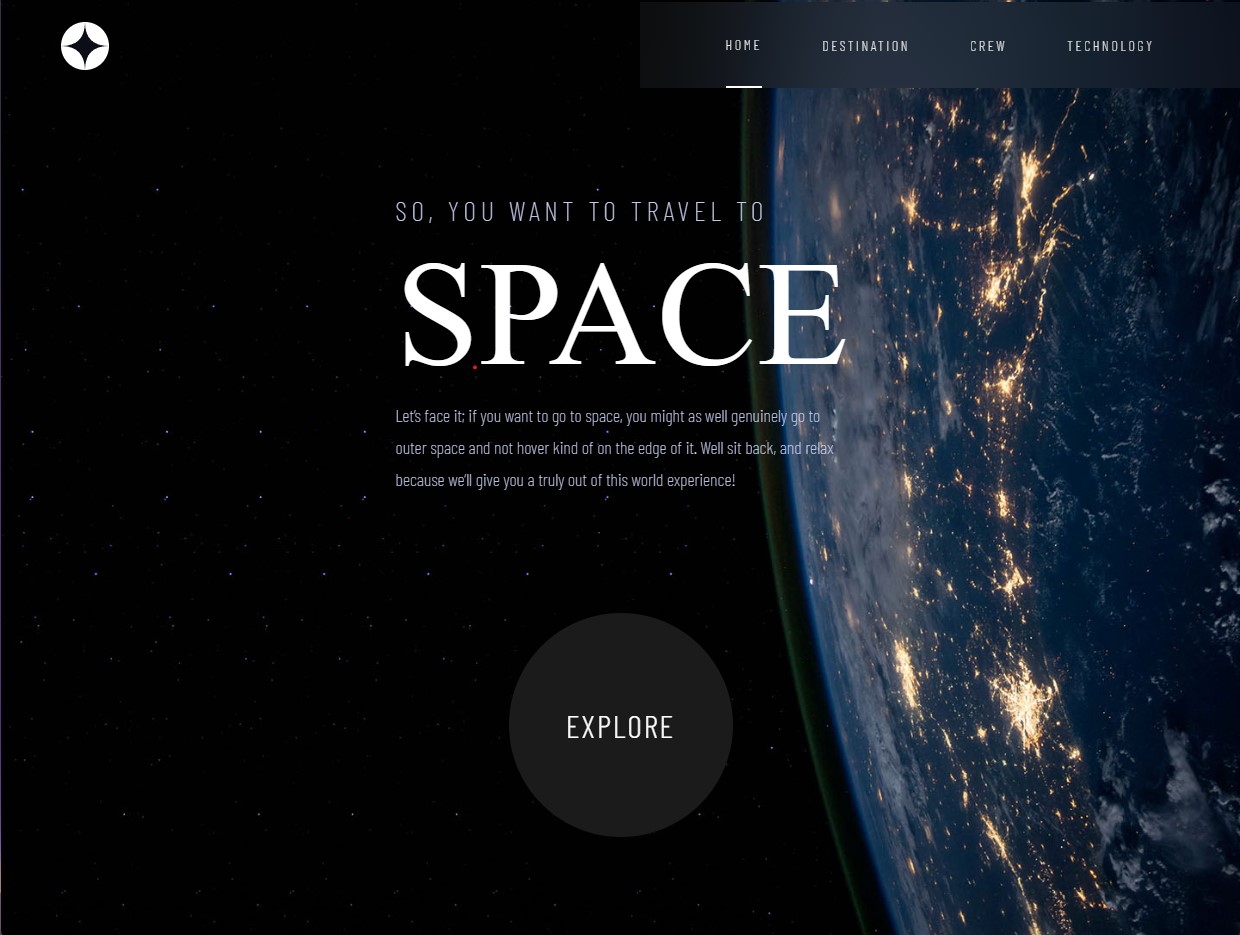 HOME DESTINATION CREW TECHNOLOGY
SO, YOU WANT TO TRAVEL TO
SPACE
Let's face it; if you want to go to space, you might as well genuinely go to
outer space and not hover kind of on the edge of it. Well sit back, and relax
because we'll give you a truly out of this world experience!
EXPLORE